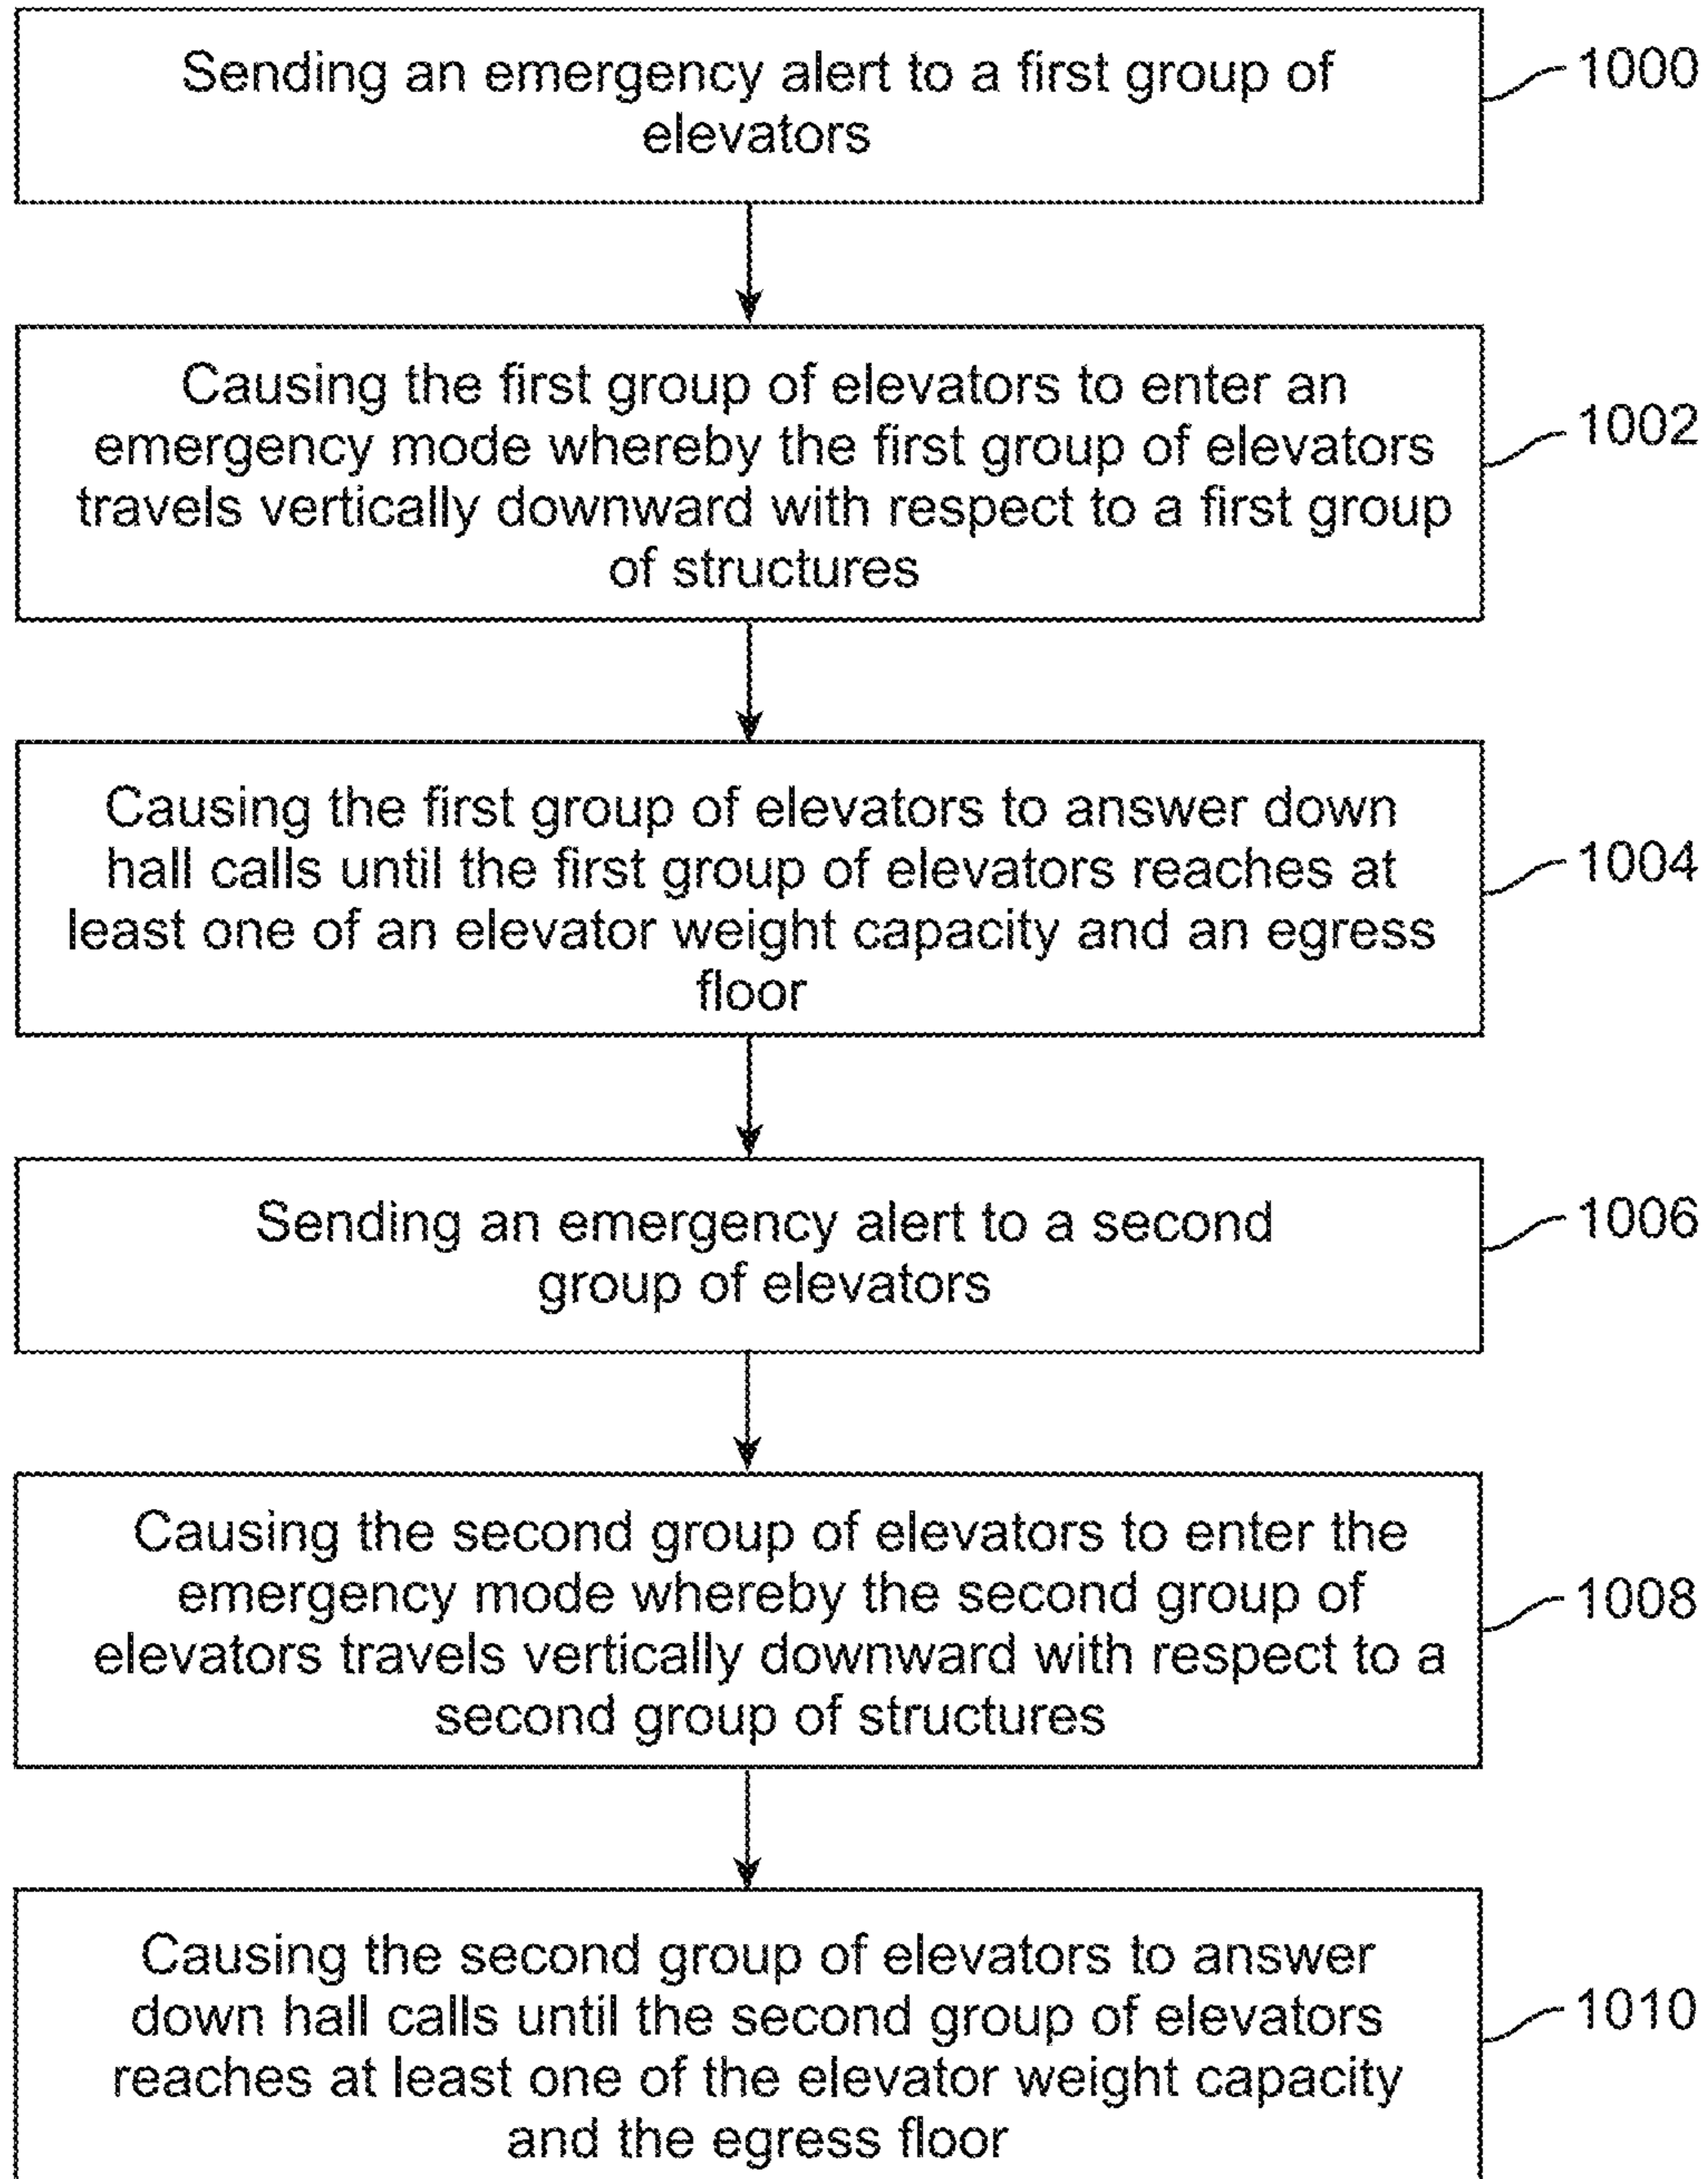 Sending an emergency alert to a first group of
elevators
1000
Causing the first group of elevators to enter an
emergency mode whereby the first group of elevators
travels vertically downward with respect to a first group
of structures
1002
Causing the first group of elevators to answer down
hall calls until the first group of elevators reaches at
least one of an elevator weight capacity and an egress
floor
1004
Sending an emergency alert to a second
group of elevators
1006
Causing the second group of elevators to enter the
emergency mode whereby the second group of
elevators travels vertically downward with respect to a
second group of structures
1008
Causing the second group of elevators to answer
down hall calls until the second group of elevators
reaches at least one of the elevator weight capacity
and the egress floor
1010